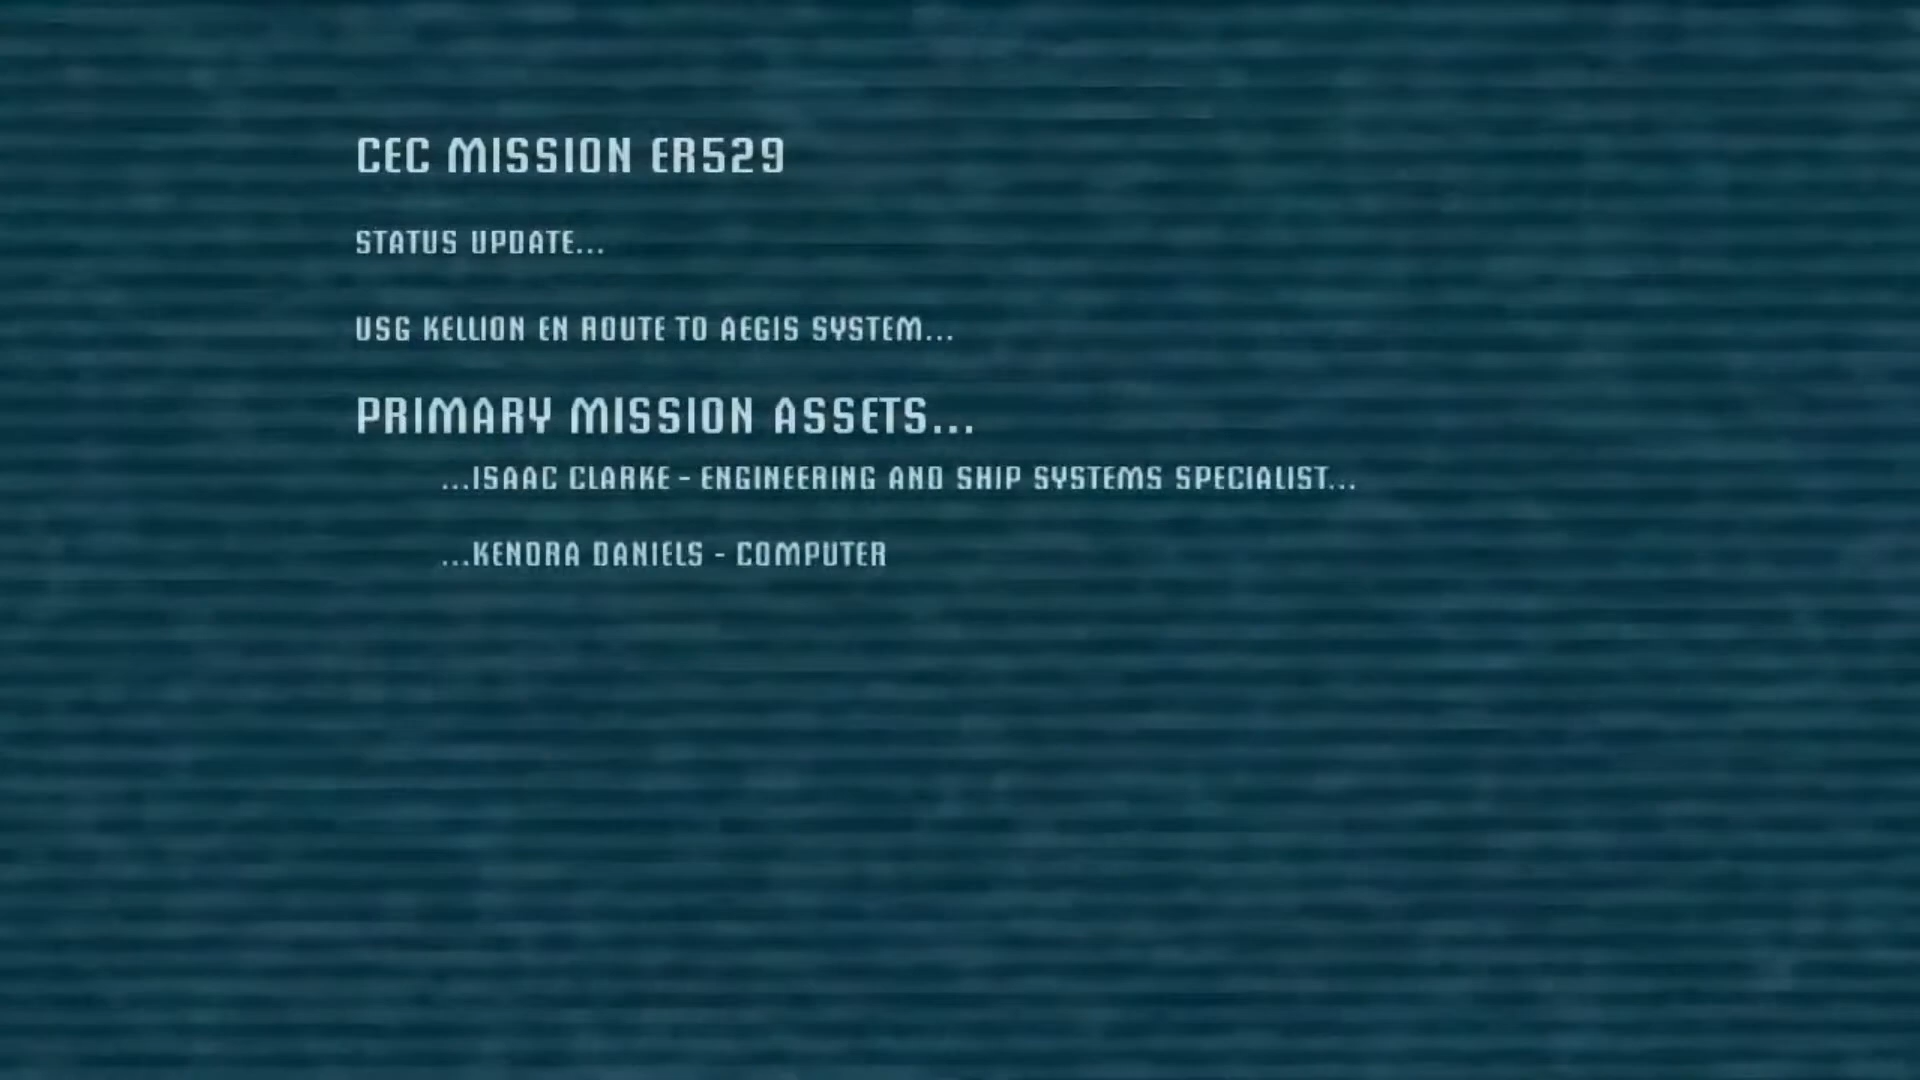 CEC MISSION ER529
STATUS UPDATE...
USG KELLION EN ROUTE TO AEGIS SYSTEM...
PRIMARY MISSION ASSETS...
...ISAAC CLARKE - ENGINEERING AND SHIP SYSTEMS SPECIALIST...
...KENDRA DANIELS - COMPUTER